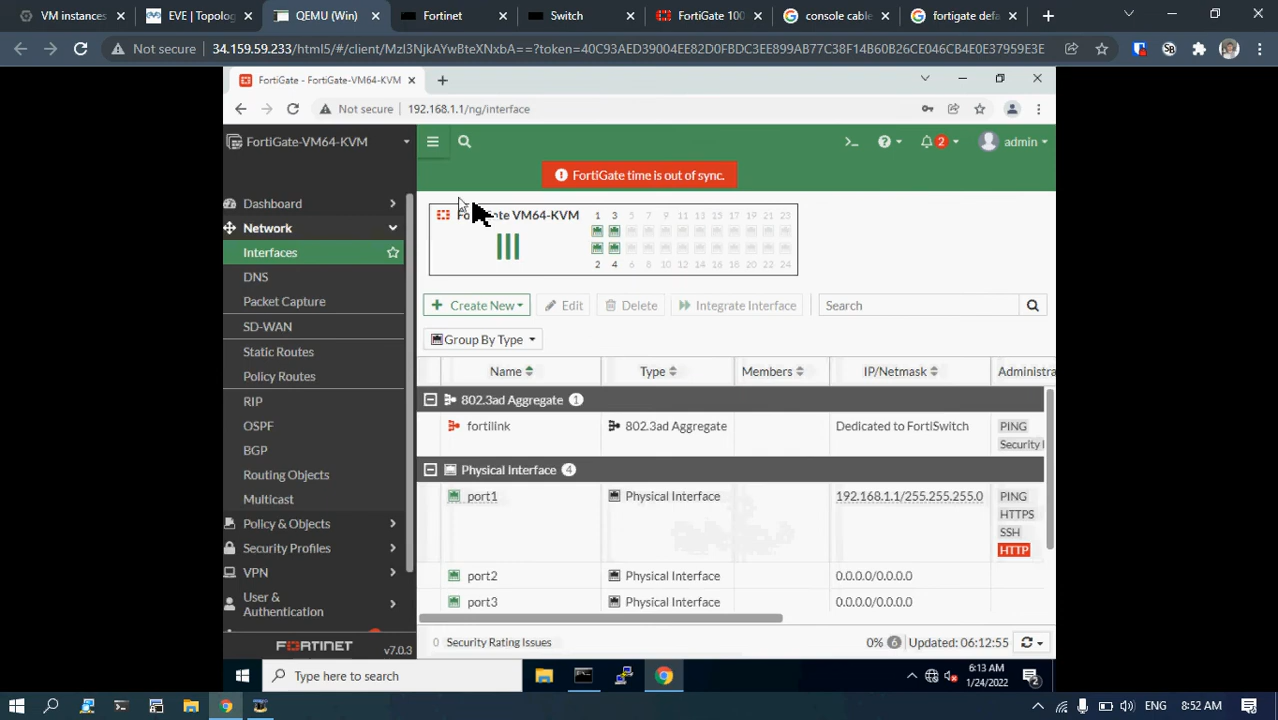 VM instances
EVE | Topolog
QEMU (Win)
Fortinet
Switch
FortiGate 100
console cable
fortigate defa
Not secure
34.159.59.233/html5/#/client/MzI3NjkAYwBteXNxbA==?token=40C93AED39004EE82D0FBDC3EE899AB77C38F14B60B26CE046CB4E0E37959E3E
FortiGate - FortiGate-VM64-KVM
Not secure
192.168.1.1/ng/interface
FortiGate-VM64-KVM
admin
2
FortiGate time is out of sync.
Dashboard
Network
Interfaces
DNS
Packet Capture
SD-WAN
Static Routes
Policy Routes
RIP
OSPF
BGP
Routing Objects
Multicast
Policy & Objects
Security Profiles
VPN
User &
Authentication
FORTINET
v7.0.3
VM64-KVM
1 3 5 7 9 11 13 15 17 19 21 23
2 4 6 8 10 12 14 16 18 20 22 24
Create New
Edit
Delete
Integrate Interface
Search
Group By Type
Name
Type
Members
IP/Netmask
Administra
802.3ad Aggregate 1
fortilink
802.3ad Aggregate
Dedicated to FortiSwitch
PING
Security
Physical Interface 4
port1
Physical Interface
192.168.1.1/255.255.255.0
PING
HTTPS
SSH
HTTP
port2
Physical Interface
0.0.0.0/0.0.0.0
port3
Physical Interface
0.0.0.0/0.0.0.0
0 Security Rating Issues
0% 6 Updated: 06:12:55
Type here to search
6:13 AM
1/24/2022
2
ENG
8:52 AM